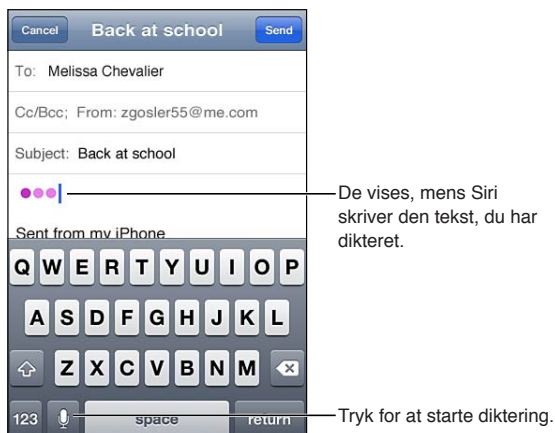 Cancel Back at school Send
To: Melissa Chevalier
Cc/Bcc; From: zgosler55@me.com
Subject: Back at school
De vises, mens Siri
skriver den tekst, du har
dikteret.
Sent from my iPhone
Q W E R T Y U I O P
A S D F G H J K L
Z X C V B N M
123 space return
Tryk for at starte diktering.